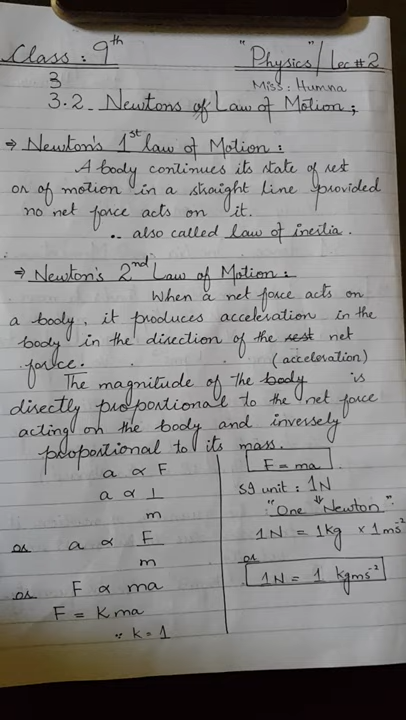 Class : 9th "Physics"/ Lec # 2
3 Miss : Humna
3.2 - Newtons of Law of Motion ;
⇒ Newton's 1st law of Motion :
A body continues its state of rest
or of motion in a straight line provided
no net force acts on it.
∴ also called law of inertia .
⇒ Newton's 2nd Law of Motion :
When a net force acts on
a body, it produces acceleration in the
body in the direction of the rest net
force. (acceleration)
The magnitude of the body is
directly proportional to the net force
acting on the body and inversely
proportional to its mass.
a ∝ F
a ∝ 1
m
or a ∝ F
m
or F ∝ ma
F = Kma
∵ k = 1
F = ma
SI unit : 1N
⇓
"One Newton"
1N = 1kg × 1ms⁻²
or
1N = 1 kgms⁻²